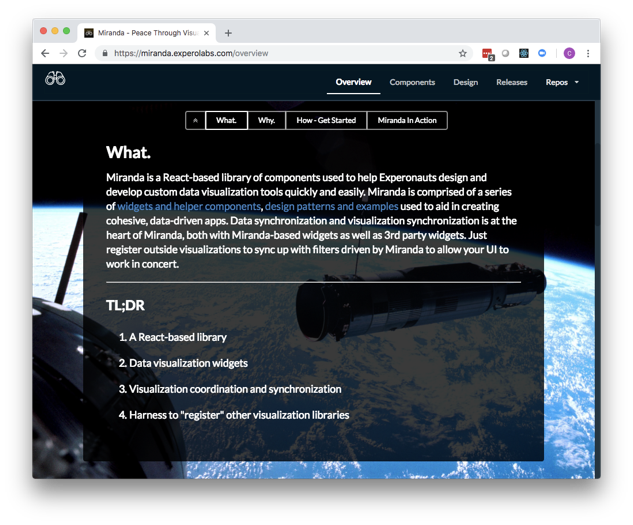 Miranda - Peace Through Visu
https://miranda.experolabs.com/overview
2
C
Overview
Components
Design
Releases
Repos
What.
Why.
How - Get Started
Miranda In Action
What.
Miranda is a React-based library of components used to help Experonauts design and
develop custom data visualization tools quickly and easily. Miranda is comprised of a series
of widgets and helper components, design patterns and examples used to aid in creating
cohesive, data-driven apps. Data synchronization and visualization synchronization is at the
heart of Miranda, both with Miranda-based widgets as well as 3rd party widgets. Just
register outside visualizations to sync up with filters driven by Miranda to allow your UI to
work in concert.
TL;DR
1. A React-based library
2. Data visualization widgets
3. Visualization coordination and synchronization
4. Harness to "register" other visualization libraries